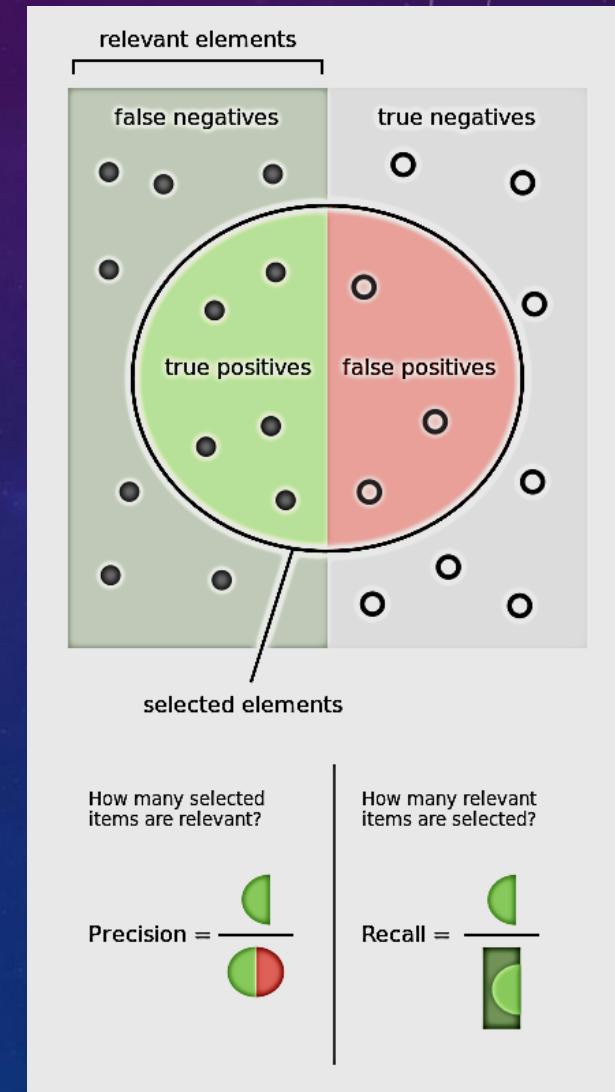 relevant elements
false negatives
true negatives
true positives
false positives
selected elements
How many selected
items are relevant?
How many relevant
items are selected?
Precision =
Recall =